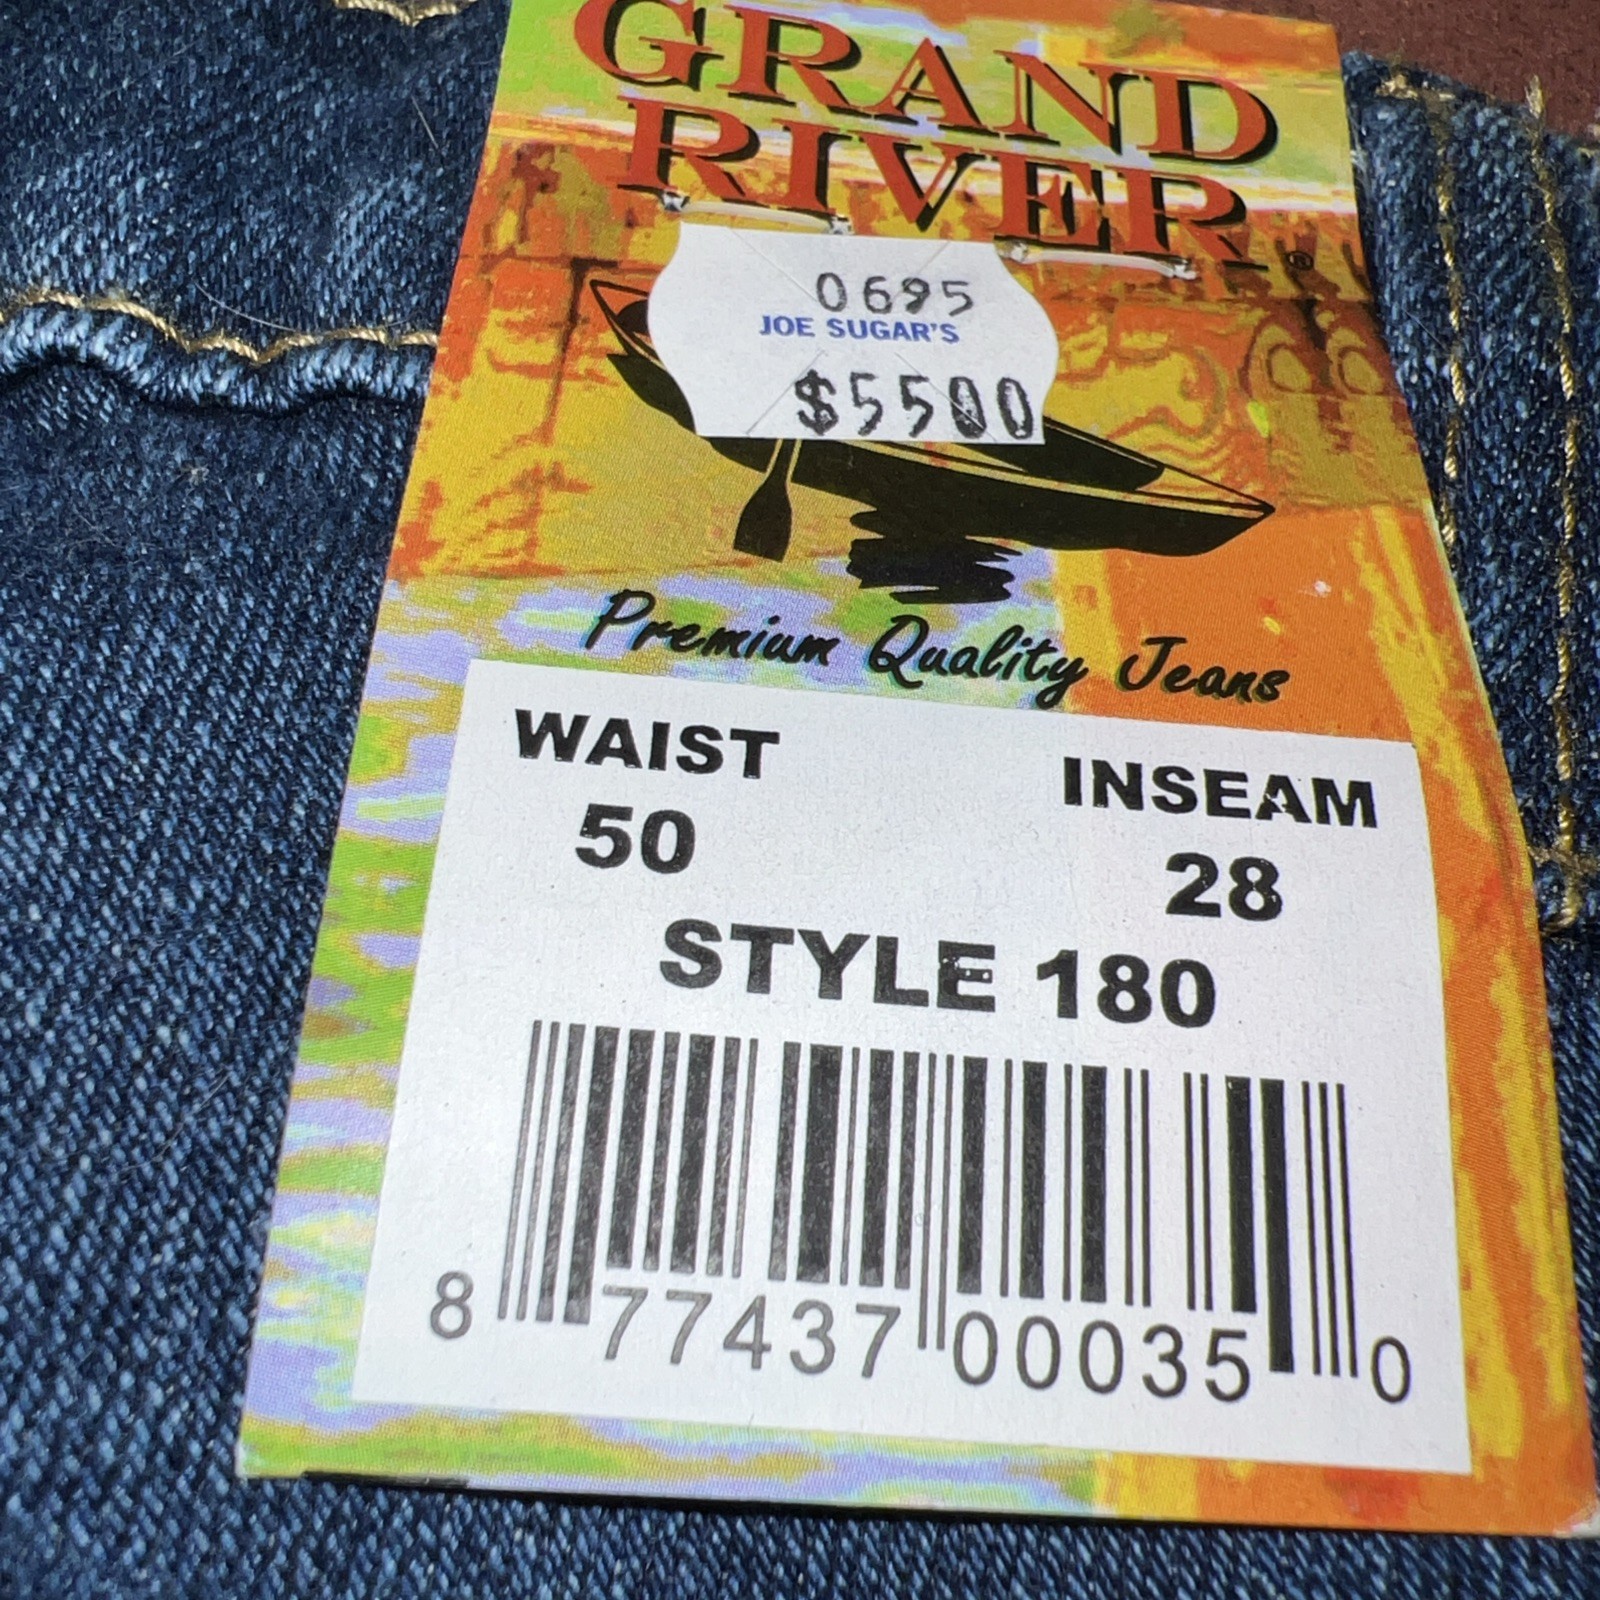 GRAND
RIVER®
0695
JOE SUGAR'S
$5500
Premium Quality Jeans
WAIST INSEAM
50 28
STYLE 180
8 77437 00035 0